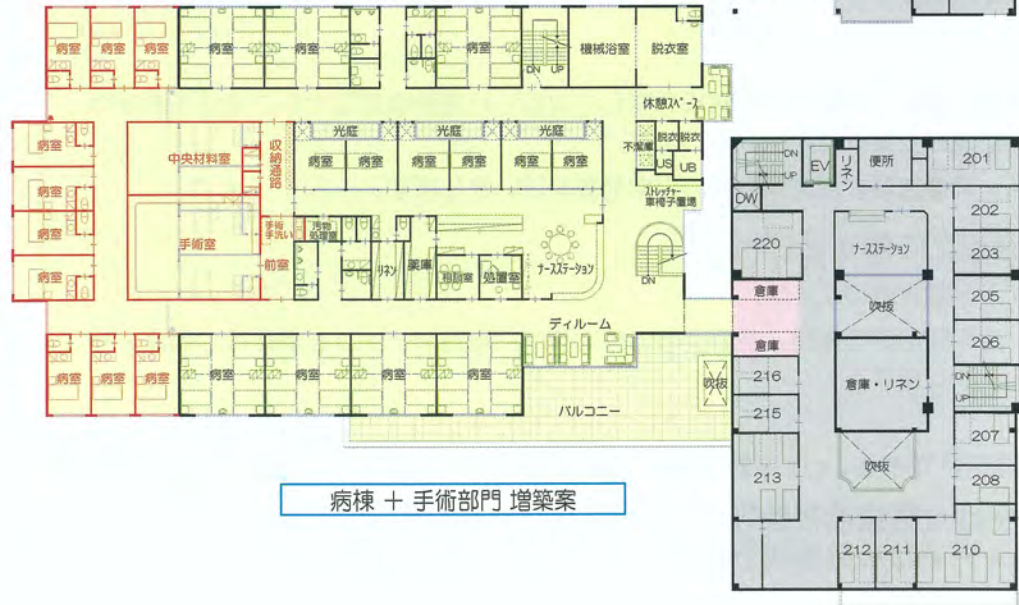 病室 病室 病室 病室 病室 病室 DN UP 機械浴室 脱衣室
休憩スペース
光庭 光庭 光庭
病室 中央材料室 収納通路 病室 病室 病室 病室 病室 病室 不潔庫 脱衣 脱衣
US UB
病室
ストレッチャー
車椅子置場
病室 手術室 手術手洗い 汚物処理室
前室 リネン 薬庫 相談室 処置室 ナースステーション DN
病室
デイルーム
病室 病室 病室 病室 病室 病室 病室
吹抜
バルコニー
病棟 + 手術部門 増築案
DN UP EV リネン 便所 201
DW
202
220 ナースステーション 203
倉庫 吹抜 205
倉庫 206
216 倉庫・リネン DN
UP
215
207
213 吹抜 208
212 211 210